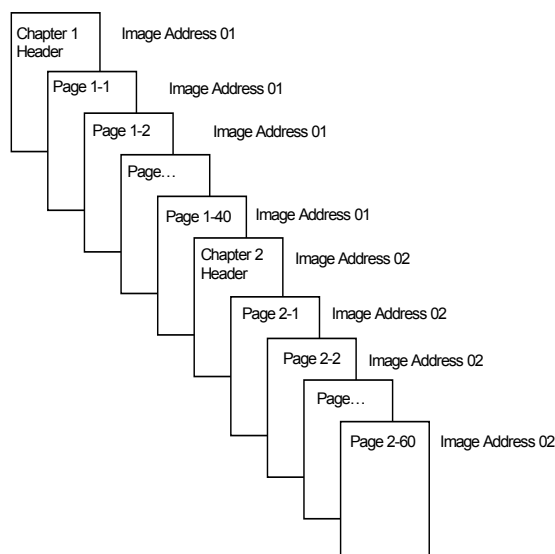 Chapter 1
Header
Image Address 01
Page 1-1
Image Address 01
Page 1-2
Image Address 01
Page…
Page 1-40
Image Address 01
Chapter 2
Header
Image Address 02
Page 2-1
Image Address 02
Page 2-2
Image Address 02
Page…
Page 2-60
Image Address 02